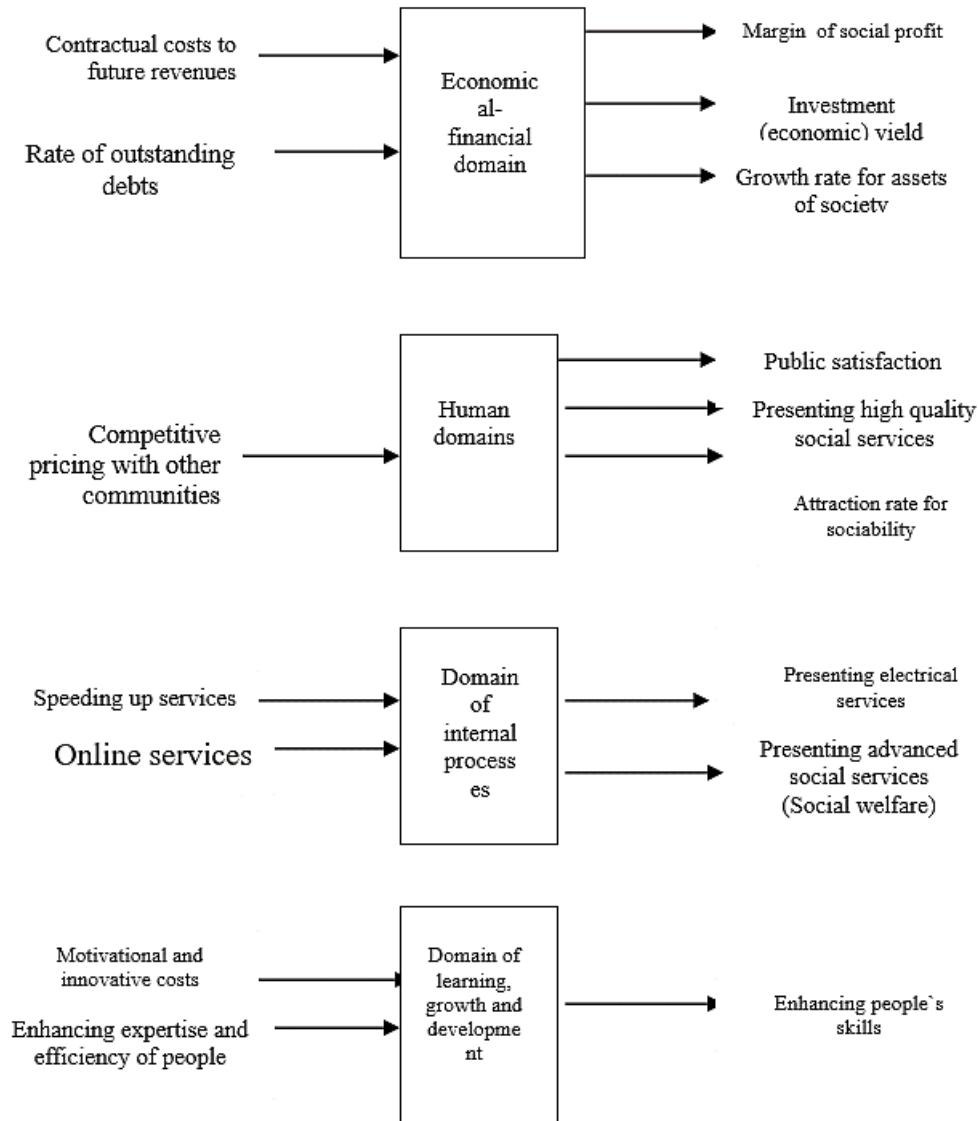 Contractual costs to
future revenues
Rate of outstanding
debts
Economic
al-
financial
domain
Margin of social profit
Investment
(economic) yield
Growth rate for assets
of society
Competitive
pricing with other
communities
Human
domains
Public satisfaction
Presenting high quality
social services
Attraction rate for
sociability
Speeding up services
Online services
Domain
of
internal
process
es
Presenting electrical
services
Presenting advanced
social services
(Social welfare)
Motivational and
innovative costs
Enhancing expertise and
efficiency of people
Domain of
learning,
growth and
developme
nt
Enhancing people`s
skills